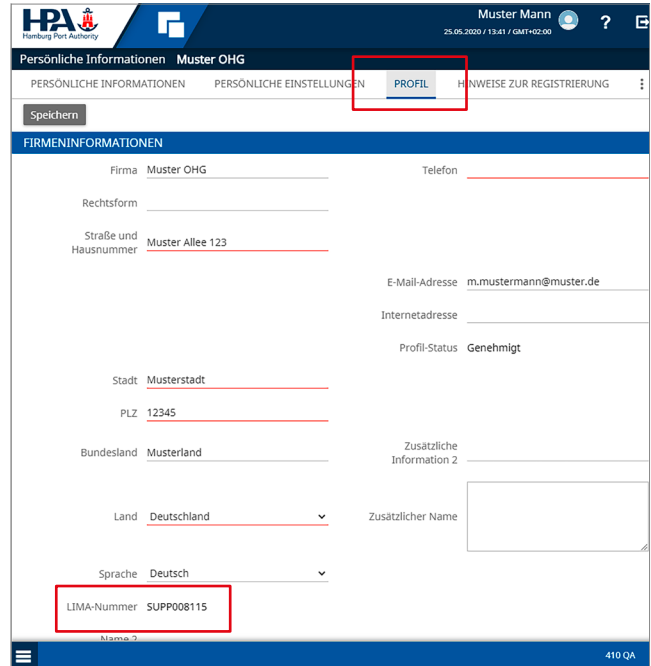 HPA
Hamburg Port Authority
Muster Mann
25.05.2020 / 13:41 / GMT+02:00
?
Persönliche Informationen Muster OHG
PERSÖNLICHE INFORMATIONEN PERSÖNLICHE EINSTELLUNGEN PROFIL HINWEISE ZUR REGISTRIERUNG
Speichern
FIRMENINFORMATIONEN
Firma Muster OHG
Telefon
Rechtsform
Straße und
Hausnummer Muster Allee 123
E-Mail-Adresse m.mustermann@muster.de
Internetadresse
Profil-Status Genehmigt
Stadt Musterstadt
PLZ 12345
Bundesland Musterland
Zusätzliche
Information 2
Land Deutschland
Zusätzlicher Name
Sprache Deutsch
LIMA-Nummer SUPP008115
Name 2
410 QA